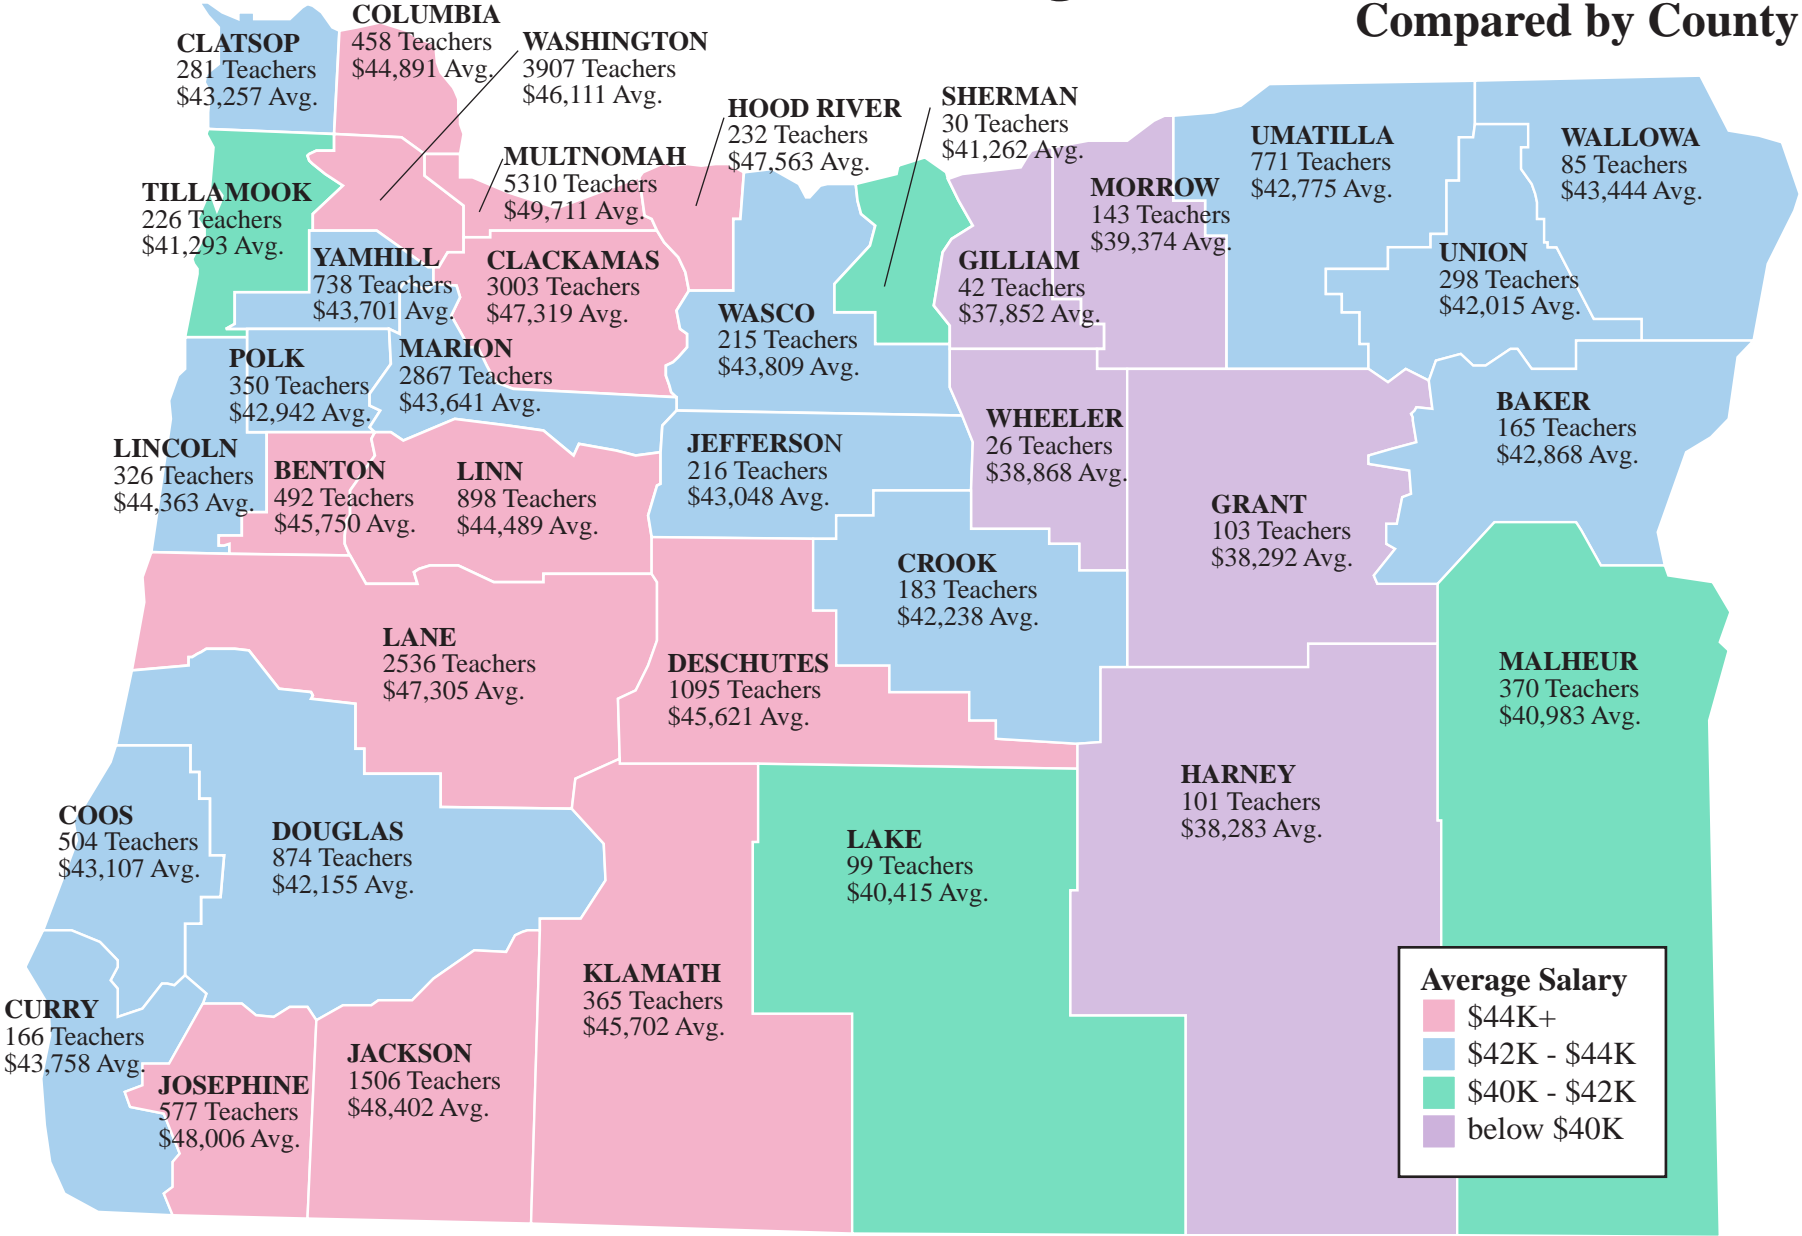 Compared by County
CLATSOP
281 Teachers
$43,257 Avg.
COLUMBIA
458 Teachers
$44,891 Avg.
WASHINGTON
3907 Teachers
$46,111 Avg.
HOOD RIVER
232 Teachers
$47,563 Avg.
SHERMAN
30 Teachers
$41,262 Avg.
UMATILLA
771 Teachers
$42,775 Avg.
WALLOWA
85 Teachers
$43,444 Avg.
TILLAMOOK
226 Teachers
$41,293 Avg.
MULTNOMAH
5310 Teachers
$49,711 Avg.
MORROW
143 Teachers
$39,374 Avg.
YAMHILL
738 Teachers
$43,701 Avg.
CLACKAMAS
3003 Teachers
$47,319 Avg.
GILLIAM
42 Teachers
$37,852 Avg.
UNION
298 Teachers
$42,015 Avg.
WASCO
215 Teachers
$43,809 Avg.
POLK
350 Teachers
$42,942 Avg.
MARION
2867 Teachers
$43,641 Avg.
WHEELER
26 Teachers
$38,868 Avg.
BAKER
165 Teachers
$42,868 Avg.
LINCOLN
326 Teachers
$44,363 Avg.
BENTON
492 Teachers
$45,750 Avg.
LINN
898 Teachers
$44,489 Avg.
JEFFERSON
216 Teachers
$43,048 Avg.
GRANT
103 Teachers
$38,292 Avg.
CROOK
183 Teachers
$42,238 Avg.
LANE
2536 Teachers
$47,305 Avg.
DESCHUTES
1095 Teachers
$45,621 Avg.
MALHEUR
370 Teachers
$40,983 Avg.
HARNEY
101 Teachers
$38,283 Avg.
COOS
504 Teachers
$43,107 Avg.
DOUGLAS
874 Teachers
$42,155 Avg.
LAKE
99 Teachers
$40,415 Avg.
KLAMATH
365 Teachers
$45,702 Avg.
CURRY
166 Teachers
$43,758 Avg.
JOSEPHINE
577 Teachers
$48,006 Avg.
JACKSON
1506 Teachers
$48,402 Avg.
Average Salary
$44K+
$42K - $44K
$40K - $42K
below $40K